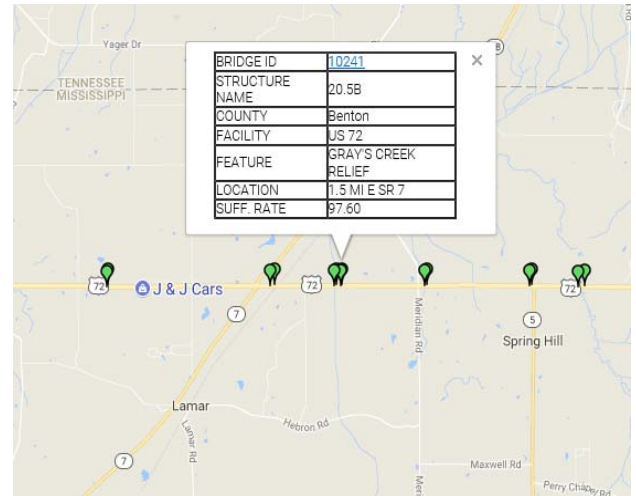 Yager Dr
TENNESSEE
MISSISSIPPI
BRIDGE ID 10241
STRUCTURE
NAME 20.5B
COUNTY Benton
FACILITY US 72
FEATURE GRAY'S CREEK
RELIEF
LOCATION 1.5 MI E SR 7
SUFF. RATE 97.60
×
72
J & J Cars
72
72
7
5
Meridian Rd
Spring Hill
Lamar
Lamar Rd
Hebron Rd
7
Maxwell Rd
Perry Chapel Rd